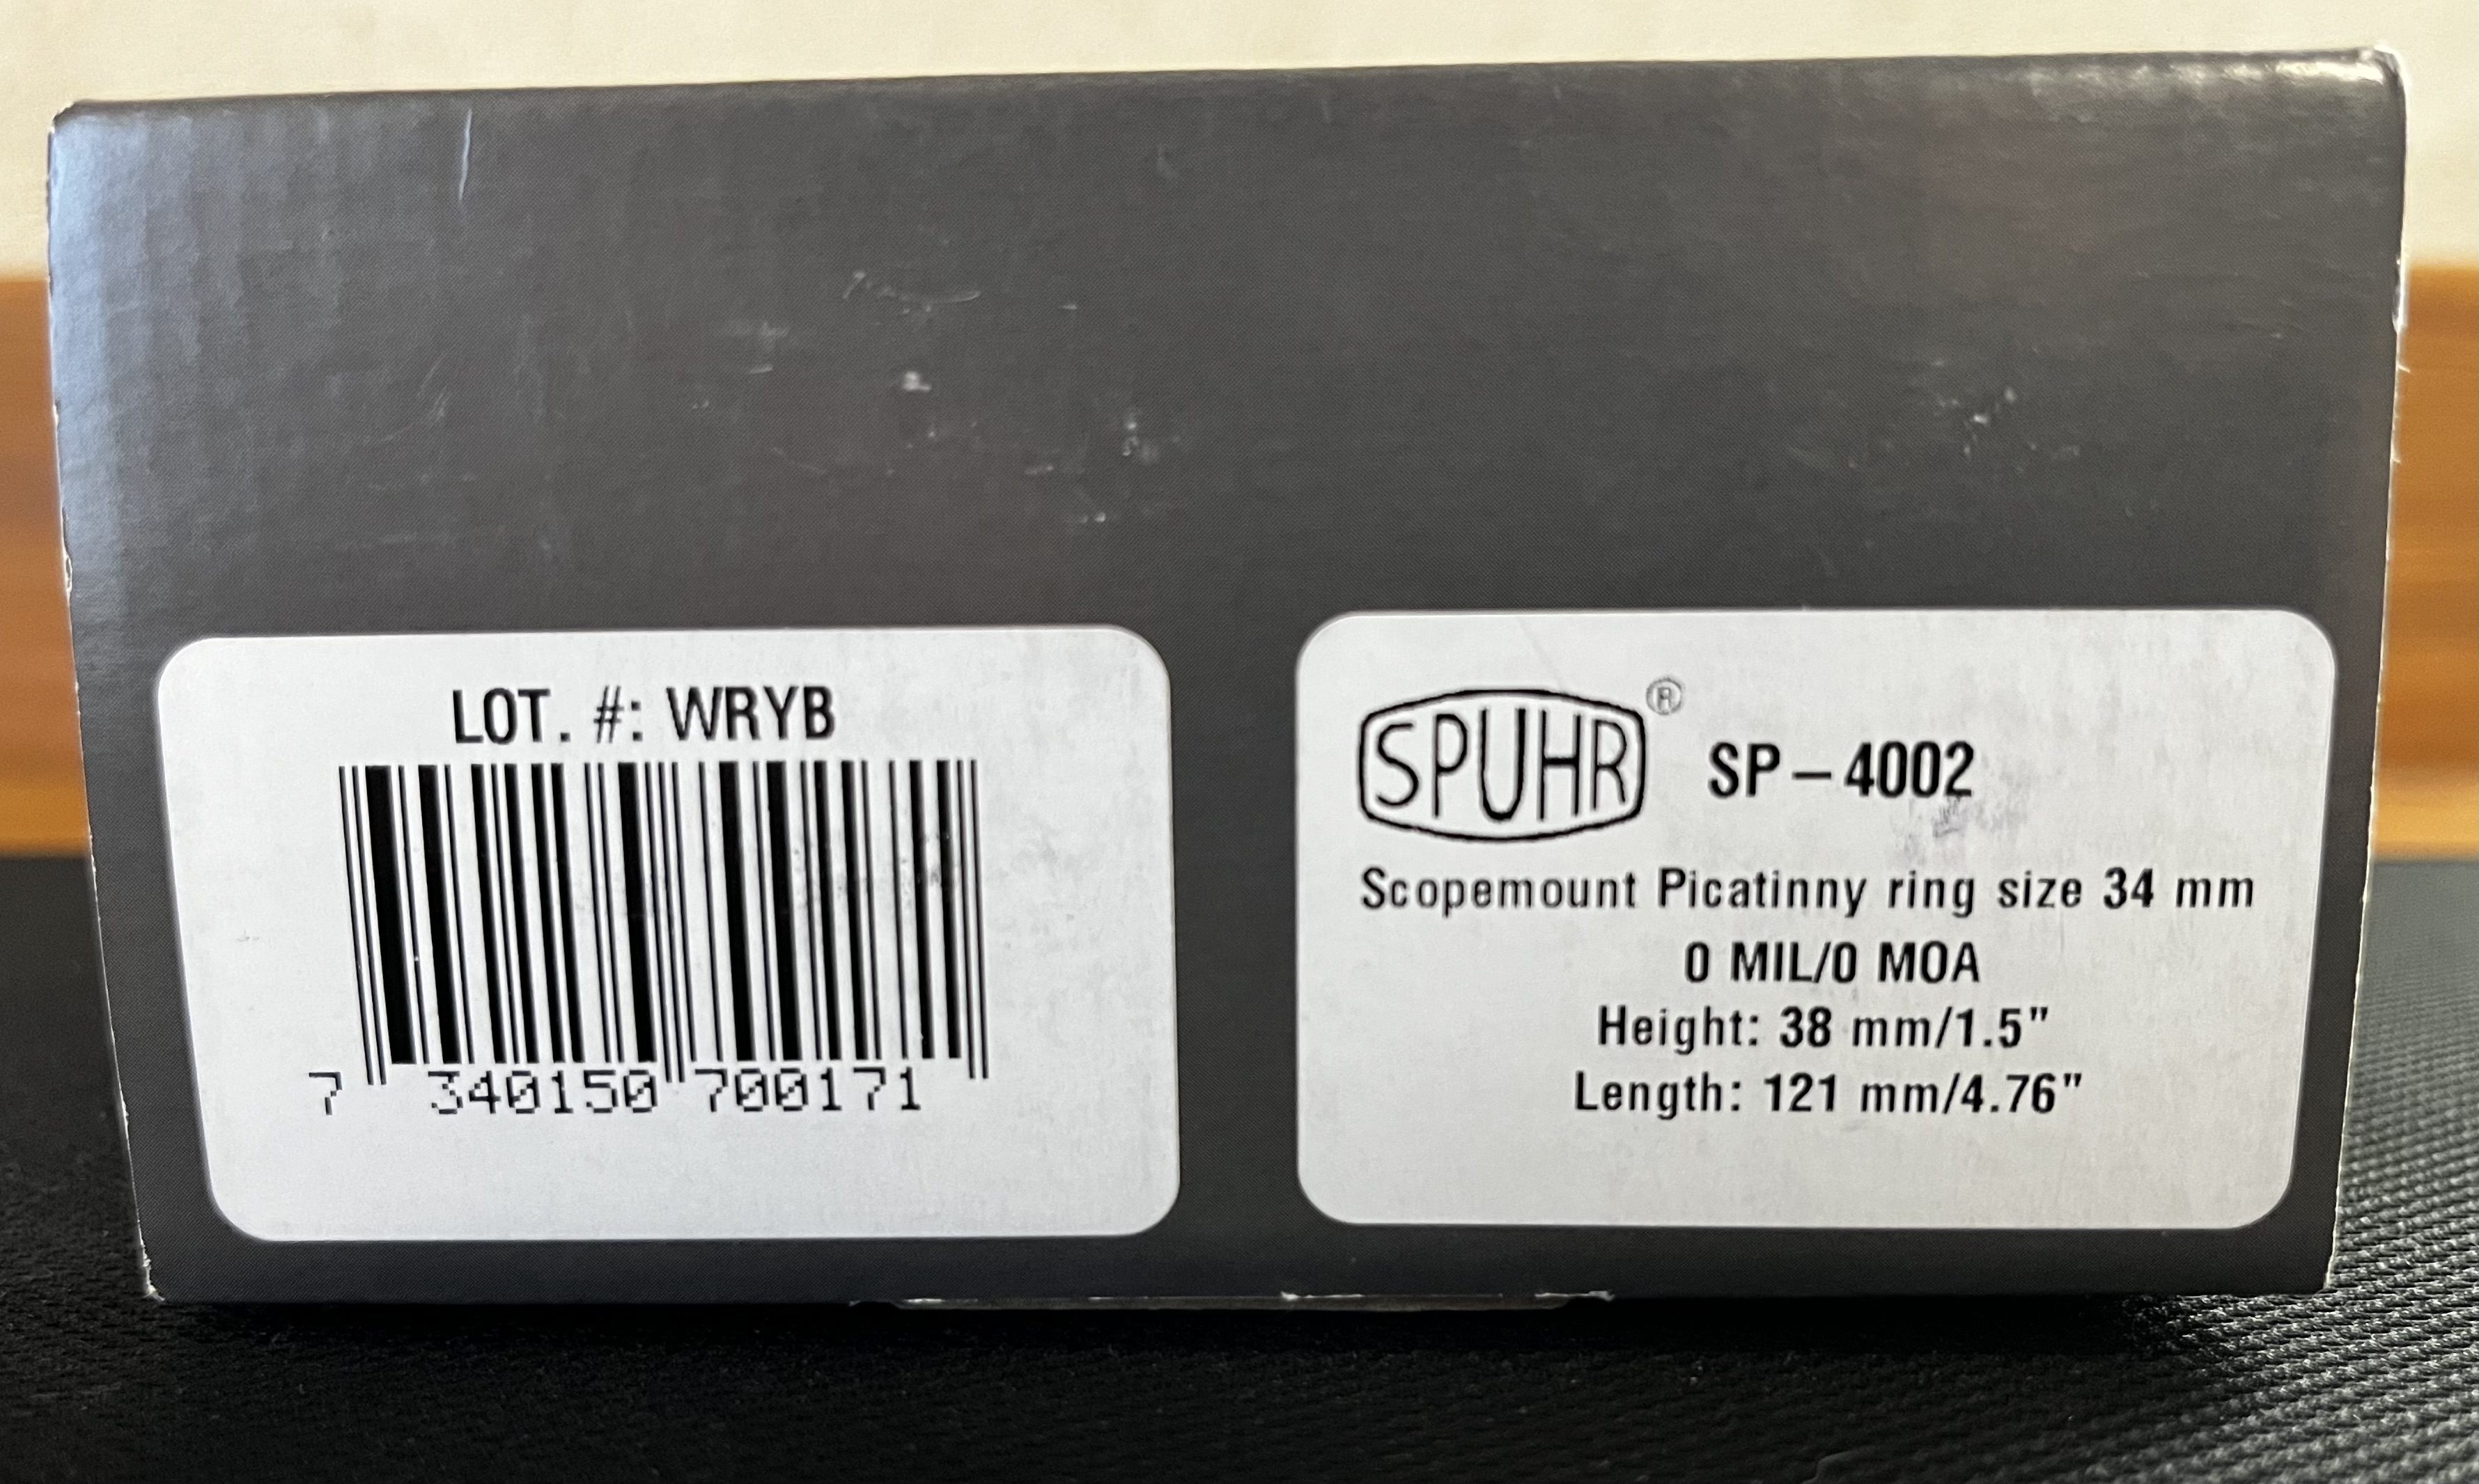 LOT. #: WRYB
7 340150 700171
SPUHR® SP-4002
Scopemount Picatinny ring size 34 mm
0 MIL/0 MOA
Height: 38 mm/1.5"
Length: 121 mm/4.76"